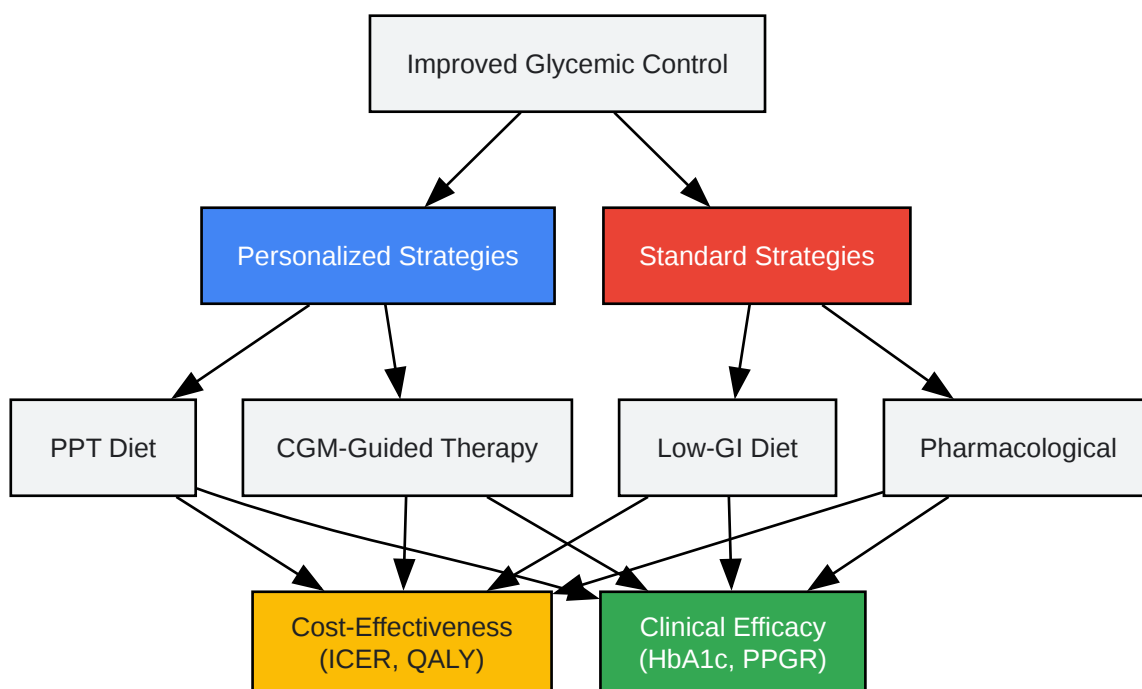 Improved Glycemic Control
Personalized Strategies
Standard Strategies
PPT Diet
CGM-Guided Therapy
Low-GI Diet
Pharmacological
Cost-Effectiveness
(ICER, QALY)
Clinical Efficacy
(HbA1c, PPGR)